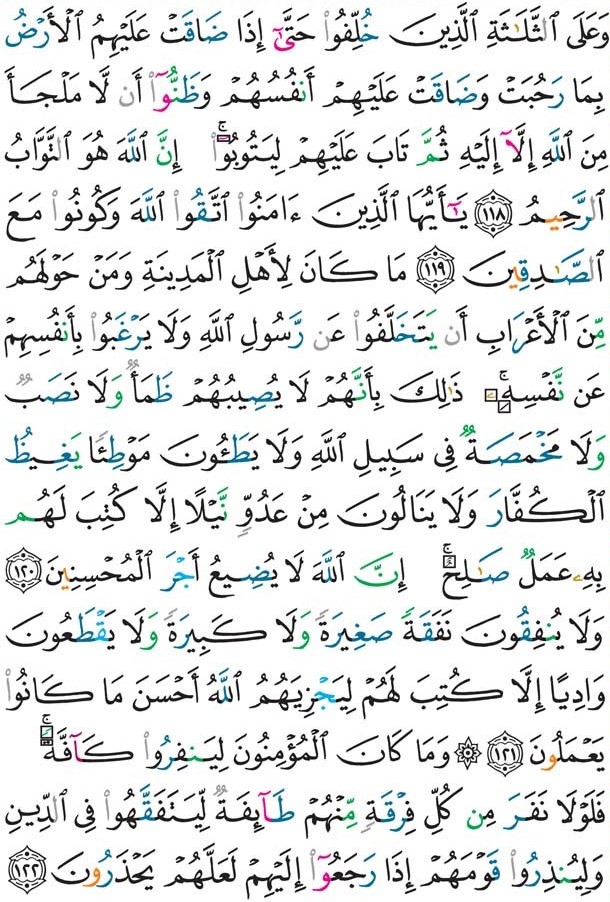 وَعَلَى ٱلثَّلَٰثَةِ ٱلَّذِينَ خُلِّفُوا۟ حَتَّىٰٓ إِذَا ضَاقَتْ عَلَيْهِمُ ٱلْأَرْضُ
بِمَا رَحُبَتْ وَضَاقَتْ عَلَيْهِمْ أَنفُسُهُمْ وَظَنُّوٓا۟ أَن لَّا مَلْجَأَ
مِنَ ٱللَّهِ إِلَّآ إِلَيْهِ ثُمَّ تَابَ عَلَيْهِمْ لِيَتُوبُوٓا۟ ۚ إِنَّ ٱللَّهَ هُوَ ٱلتَّوَّابُ
ٱلرَّحِيمُ ١١٨ يَٰٓأَيُّهَا ٱلَّذِينَ ءَامَنُوا۟ ٱتَّقُوا۟ ٱللَّهَ وَكُونُوا۟ مَعَ
ٱلصَّٰدِقِينَ ١١٩ مَا كَانَ لِأَهْلِ ٱلْمَدِينَةِ وَمَنْ حَوْلَهُم
مِّنَ ٱلْأَعْرَابِ أَن يَتَخَلَّفُوا۟ عَن رَّسُولِ ٱللَّهِ وَلَا يَرْغَبُوا۟ بِأَنفُسِهِمْ
عَن نَّفْسِهِۦ ۚ ذَٰلِكَ بِأَنَّهُمْ لَا يُصِيبُهُمْ ظَمَأٌ وَلَا نَصَبٌ
وَلَا مَخْمَصَةٌ فِى سَبِيلِ ٱللَّهِ وَلَا يَطَـُٔونَ مَوْطِئًا يَغِيظُ
ٱلْكُفَّارَ وَلَا يَنَالُونَ مِنْ عَدُوٍّ نَّيْلًا إِلَّا كُتِبَ لَهُم
بِهِۦ عَمَلٌ صَٰلِحٌ ۚ إِنَّ ٱللَّهَ لَا يُضِيعُ أَجْرَ ٱلْمُحْسِنِينَ ١٢٠
وَلَا يُنفِقُونَ نَفَقَةً صَغِيرَةً وَلَا كَبِيرَةً وَلَا يَقْطَعُونَ
وَادِيًا إِلَّا كُتِبَ لَهُمْ لِيَجْزِيَهُمُ ٱللَّهُ أَحْسَنَ مَا كَانُوا۟
يَعْمَلُونَ ١٢١ ۞ وَمَا كَانَ ٱلْمُؤْمِنُونَ لِيَنفِرُوا۟ كَآفَّةً ۚ
فَلَوْلَا نَفَرَ مِن كُلِّ فِرْقَةٍ مِّنْهُمْ طَآئِفَةٌ لِّيَتَفَقَّهُوا۟ فِى ٱلدِّينِ
وَلِيُنذِرُوا۟ قَوْمَهُمْ إِذَا رَجَعُوٓا۟ إِلَيْهِمْ لَعَلَّهُمْ يَحْذَرُونَ ١٢٢